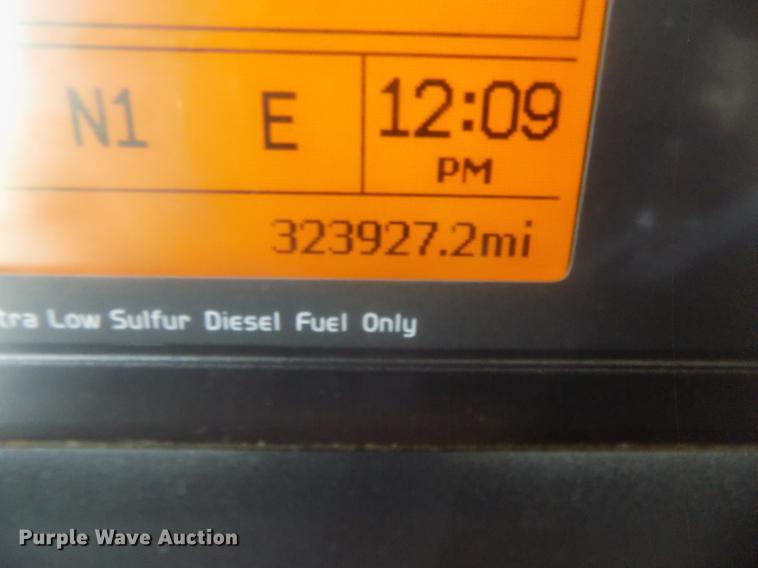 N1 E 12:09
PM
323927.2mi
tra Low Sulfur Diesel Fuel Only
Purple Wave Auction